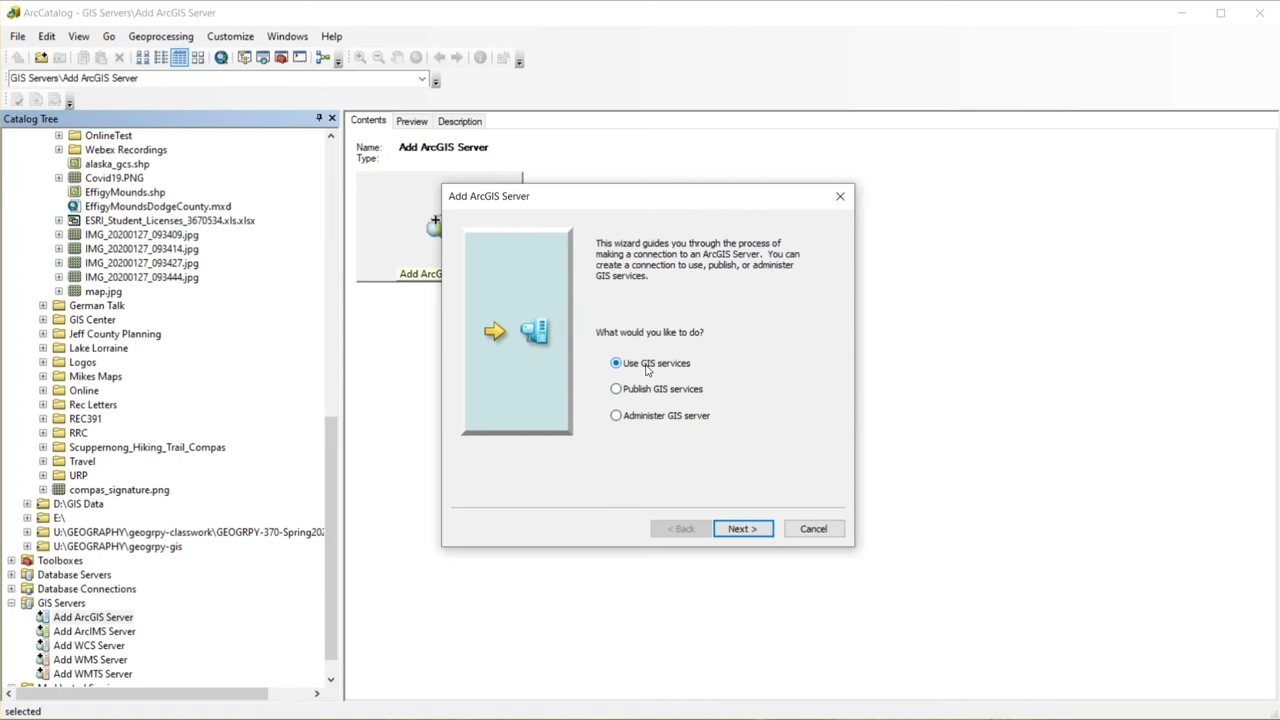 ArcCatalog - GIS Servers\Add ArcGIS Server
File Edit View Go Geoprocessing Customize Windows Help
GIS Servers\Add ArcGIS Server
Catalog Tree
OnlineTest
Webex Recordings
alaska_gcs.shp
Covid19.PNG
EffigyMounds.shp
EffigyMoundsDodgeCounty.mxd
ESRI_Student_Licenses_3670534.xls.xlsx
IMG_20200127_093409.jpg
IMG_20200127_093414.jpg
IMG_20200127_093427.jpg
IMG_20200127_093444.jpg
map.jpg
German Talk
GIS Center
Jeff County Planning
Lake Lorraine
Logos
Mikes Maps
Online
Rec Letters
REC391
RRC
Scuppernong_Hiking_Trail_Compas
Travel
URP
compas_signature.png
D:\GIS Data
E:\
U:\GEOGRAPHY\geogrpy-classwork\GEOGRPY-370-Spring202
U:\GEOGRAPHY\geogrpy-gis
Toolboxes
Database Servers
Database Connections
GIS Servers
Add ArcGIS Server
Add ArcIMS Server
Add WCS Server
Add WMS Server
Add WMTS Server
selected
Contents Preview Description
Name: Add ArcGIS Server
Type:
Add ArcG
Add ArcGIS Server
This wizard guides you through the process of
making a connection to an ArcGIS Server. You can
create a connection to use, publish, or administer
GIS services.
What would you like to do?
Use GIS services
Publish GIS services
Administer GIS server
< Back Next > Cancel